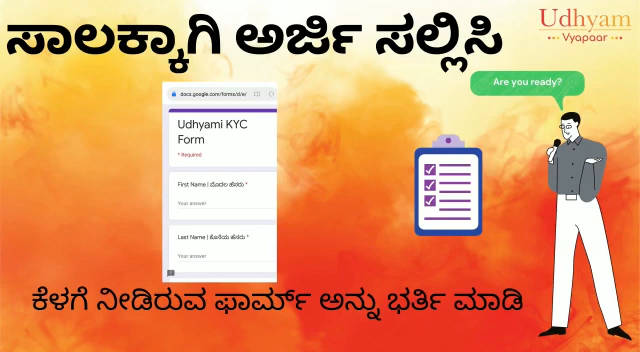 ಸಾಲಕ್ಕಾಗಿ ಅರ್ಜಿ ಸಲ್ಲಿಸಿ
Udhyam
Vyapaar
Are you ready?
docs.google.com/forms/d/e/
Udhyami KYC
Form
* Required
First Name | ಮೊದಲ ಹೆಸರು *
Your answer
Last Name | ಕೊನೆಯ ಹೆಸರು *
Your answer
ಕೆಳಗೆ ನೀಡಿರುವ ಫಾರ್ಮ್ ಅನ್ನು ಭರ್ತಿ ಮಾಡಿ